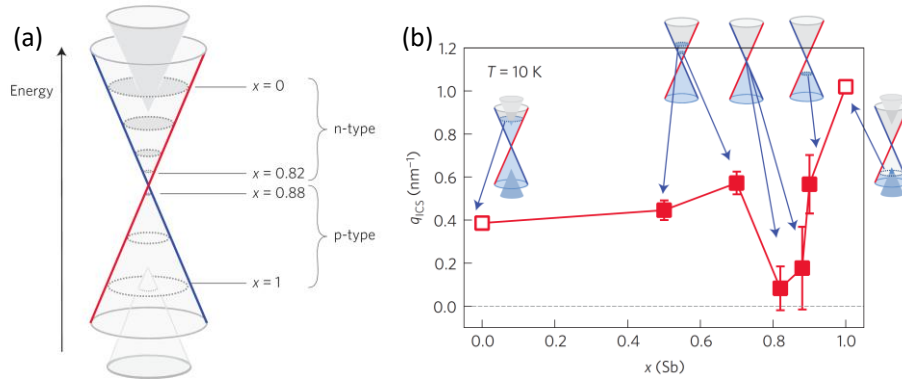 (a)
Energy
x = 0
n-type
x = 0.82
x = 0.88
p-type
x = 1
(b)
T = 10 K
qICS (nm⁻¹)
1.2
1.0
0.8
0.6
0.4
0.2
0.0
0.0 0.2 0.4 0.6 0.8 1.0
x (Sb)